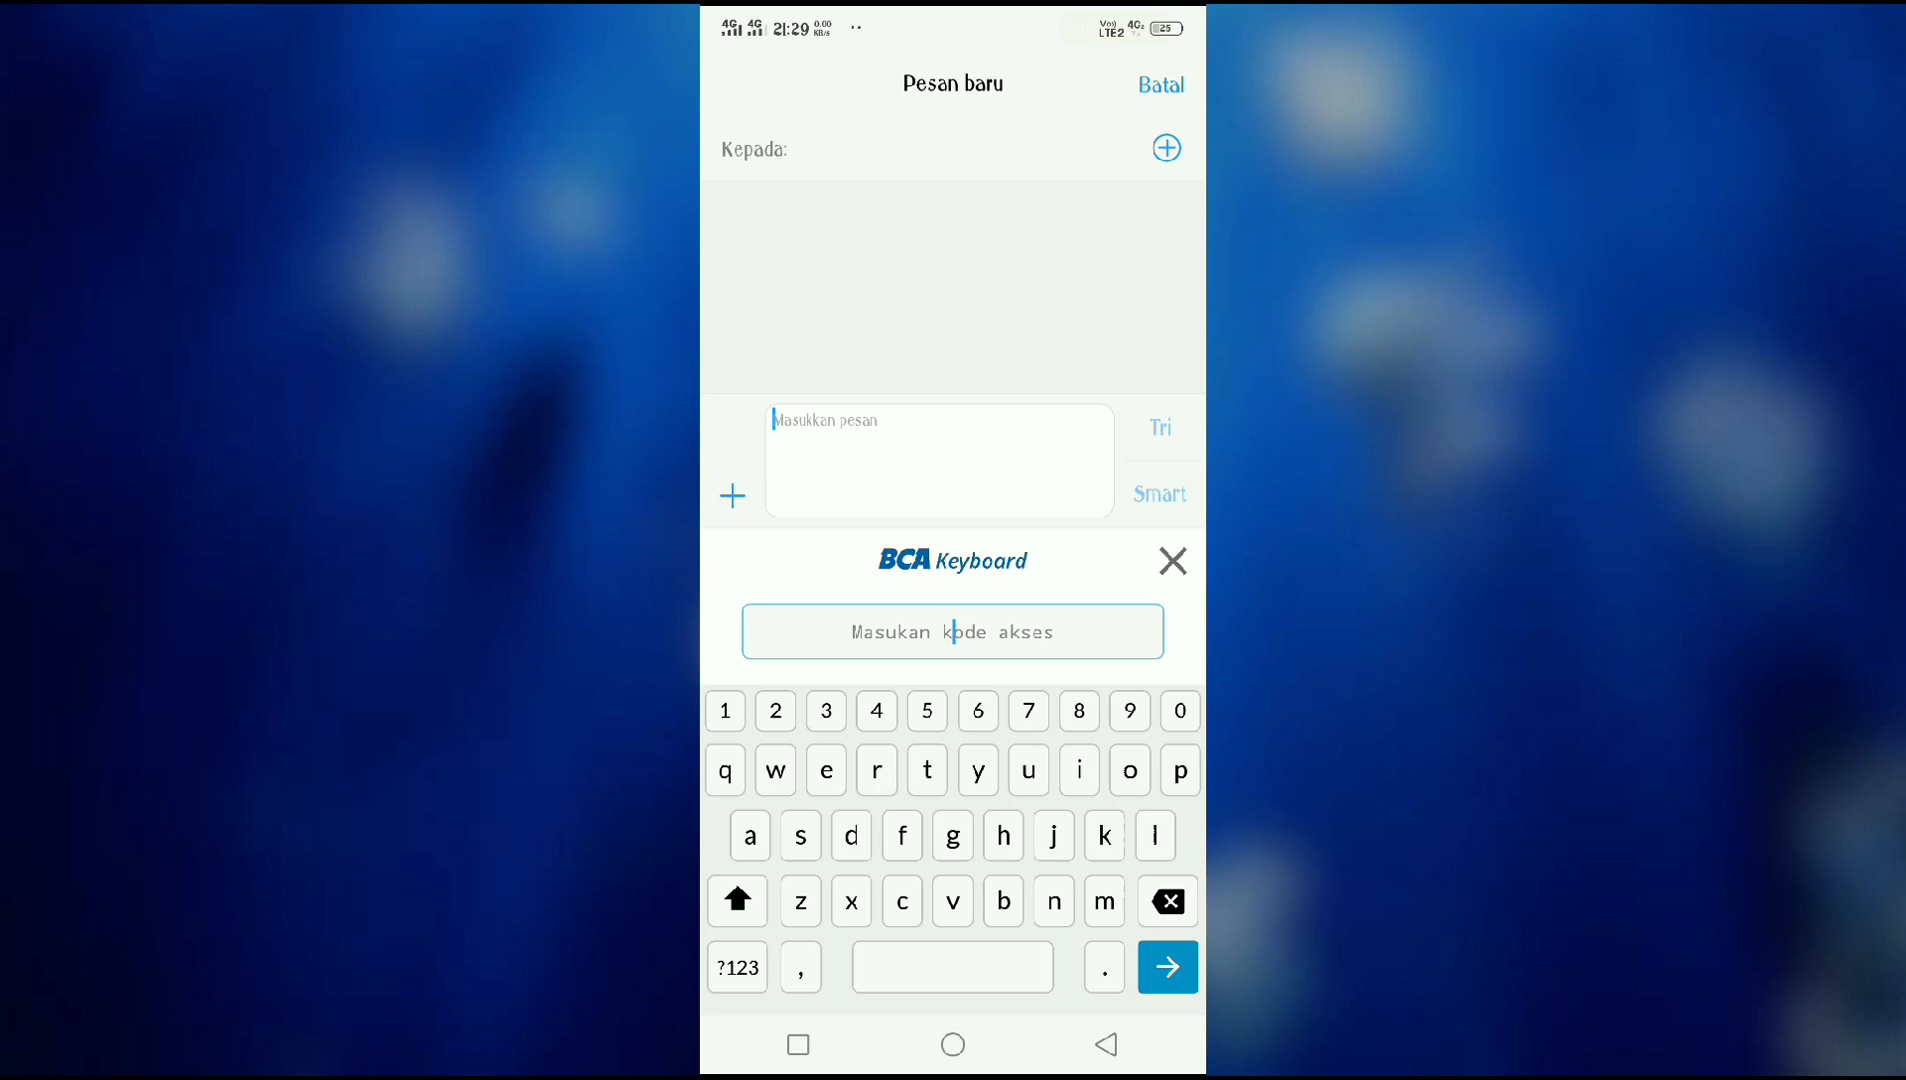 4G 4G 21:29 0.00 KB/s Vo)) LTE2 4G2 25
Pesan baru Batal
Kepada:
Masukkan pesan
Tri
Smart
BCA Keyboard
Masukan kode akses
1 2 3 4 5 6 7 8 9 0
q w e r t y u i o p
a s d f g h j k l
z x c v b n m
?123 , .